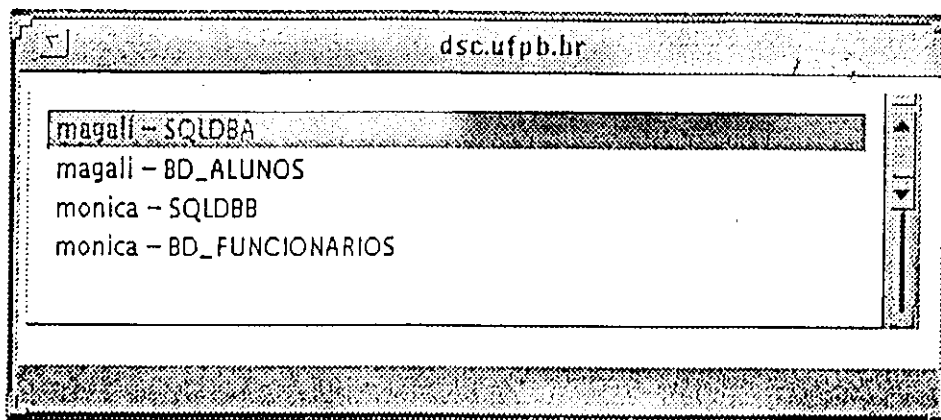 dsc.ufpb.br
magali – SQLDBA
magali – BD_ALUNOS
monica – SQLDBB
monica – BD_FUNCIONARIOS